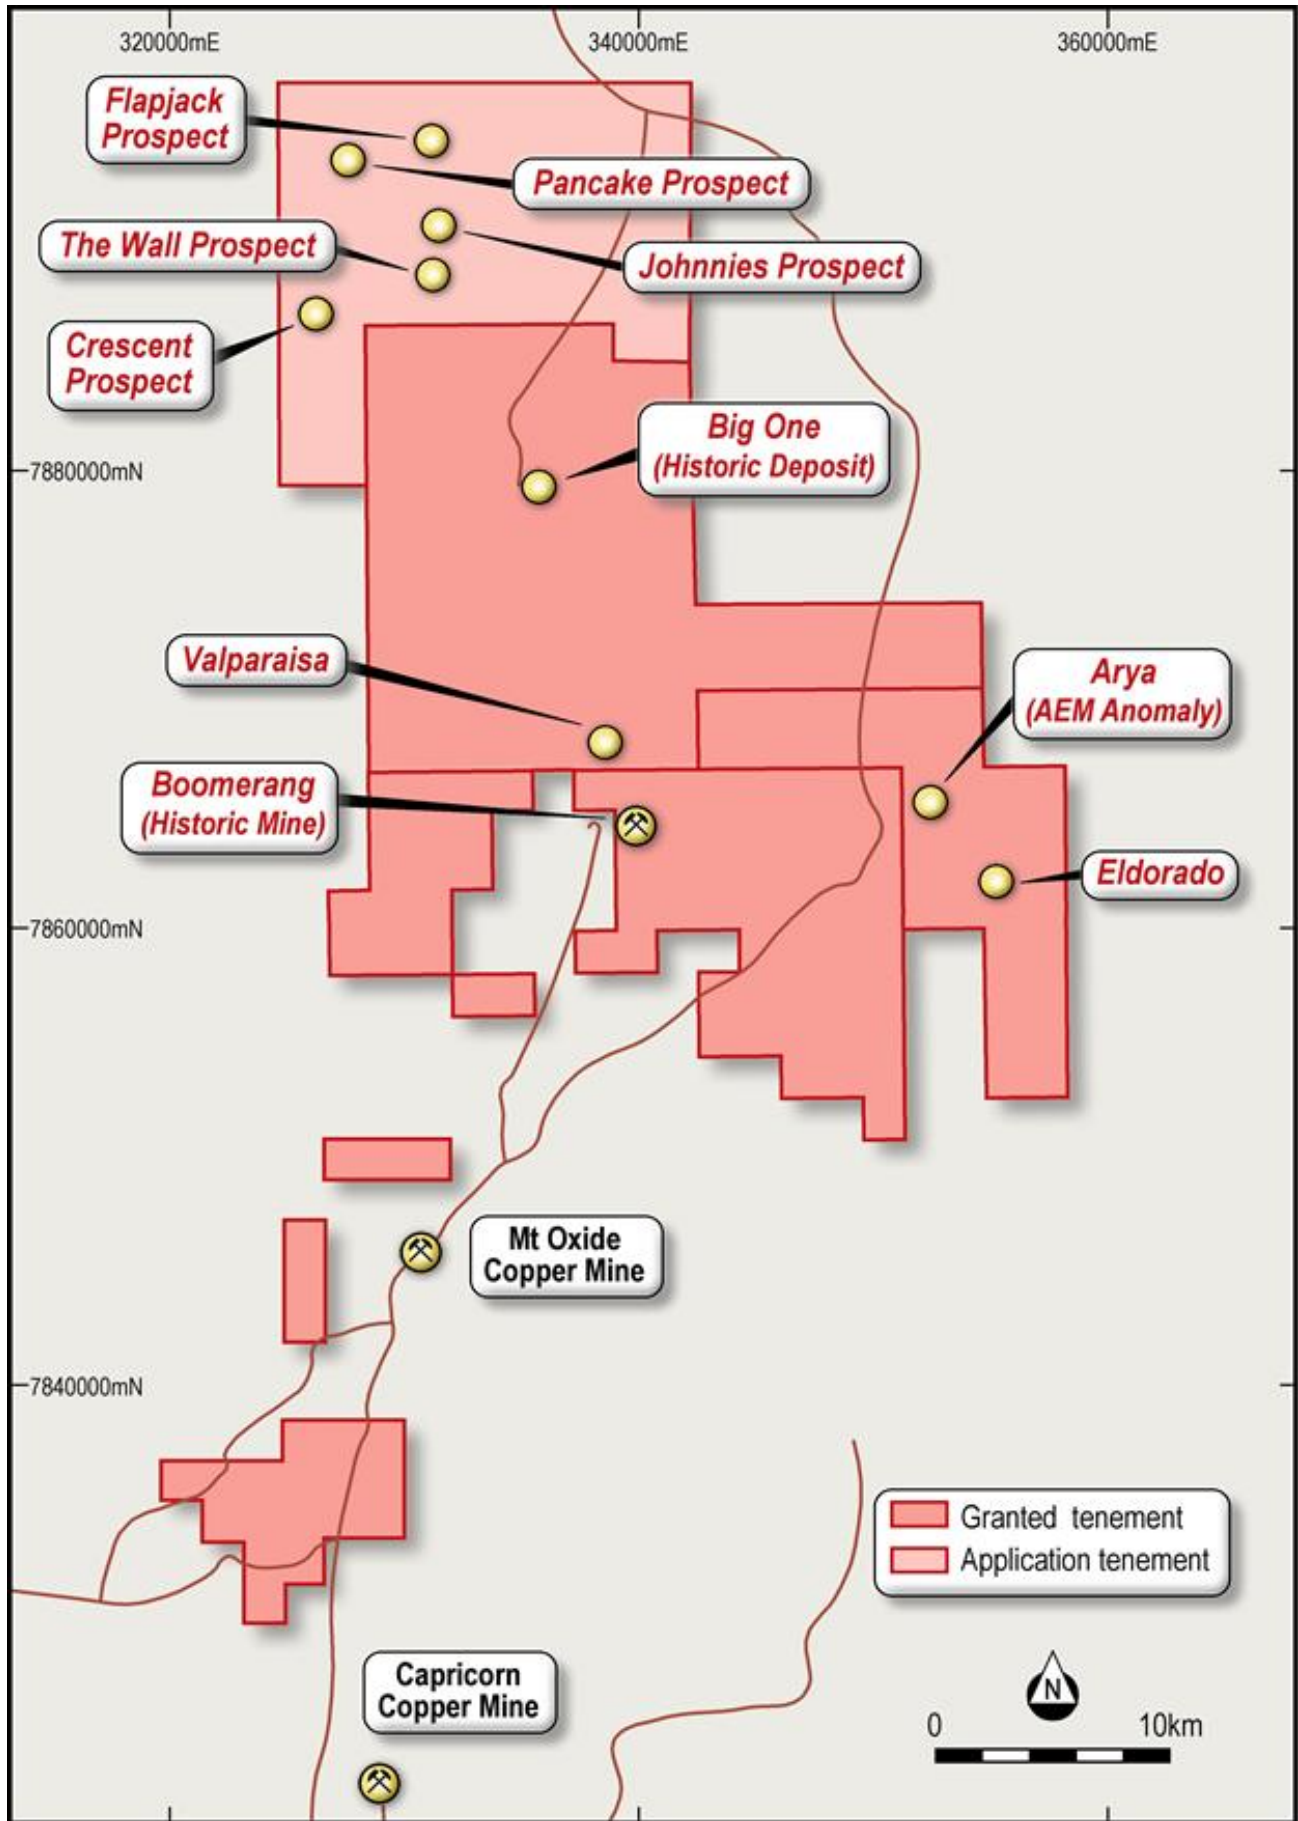 320000mE
340000mE
360000mE
Flapjack
Prospect
Pancake Prospect
The Wall Prospect
Johnnies Prospect
Crescent
Prospect
Big One
(Historic Deposit)
7880000mN
Valparaisa
Arya
(AEM Anomaly)
Boomerang
(Historic Mine)
Eldorado
7860000mN
Mt Oxide
Copper Mine
7840000mN
Granted tenement
Application tenement
Capricorn
Copper Mine
N
0 10km